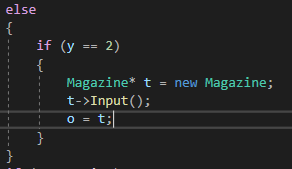 else
{
if (y == 2)
{
Magazine* t = new Magazine;
t->Input();
o = t;
}
}